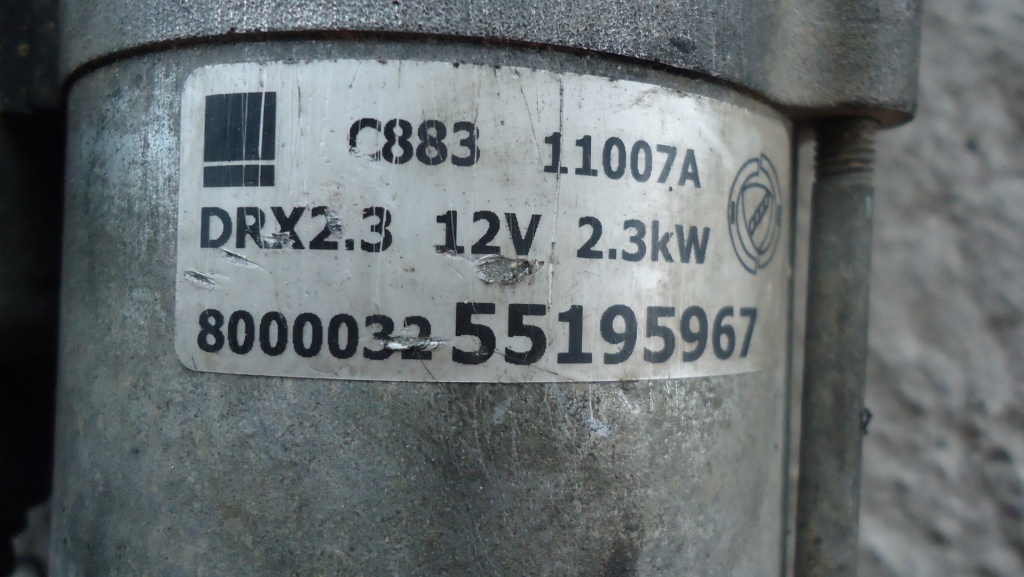 C883 11007A
DRX2.3 12V 2.3kW
8000032 55195967